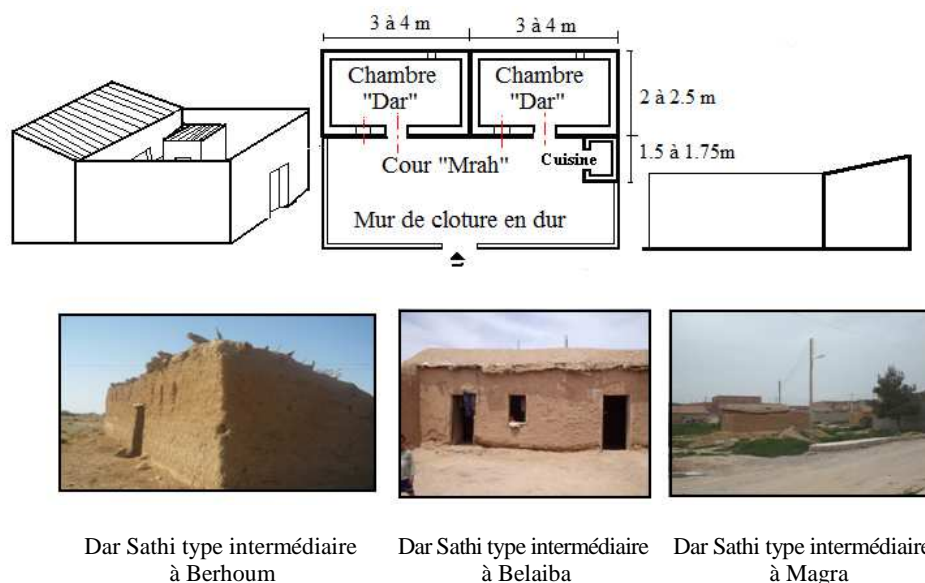 3 à 4 m 3 à 4 m
Chambre Chambre
"Dar" "Dar"
2 à 2.5 m
Cour "Mrah" Cuisine
1.5 à 1.75m
Mur de cloture en dur
Dar Sathi type intermédiaire
à Berhoum
Dar Sathi type intermédiaire
à Belaiba
Dar Sathi type intermédiaire
à Magra